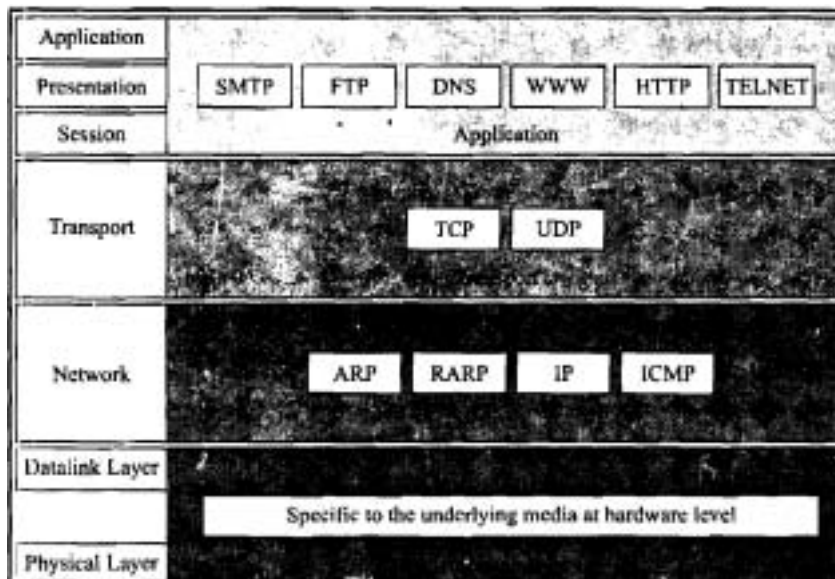 Application
Presentation SMTP FTP DNS WWW HTTP TELNET
Session Application
Transport TCP UDP
Network ARP RARP IP ICMP
Datalink Layer
Specific to the underlying media at hardware level
Physical Layer